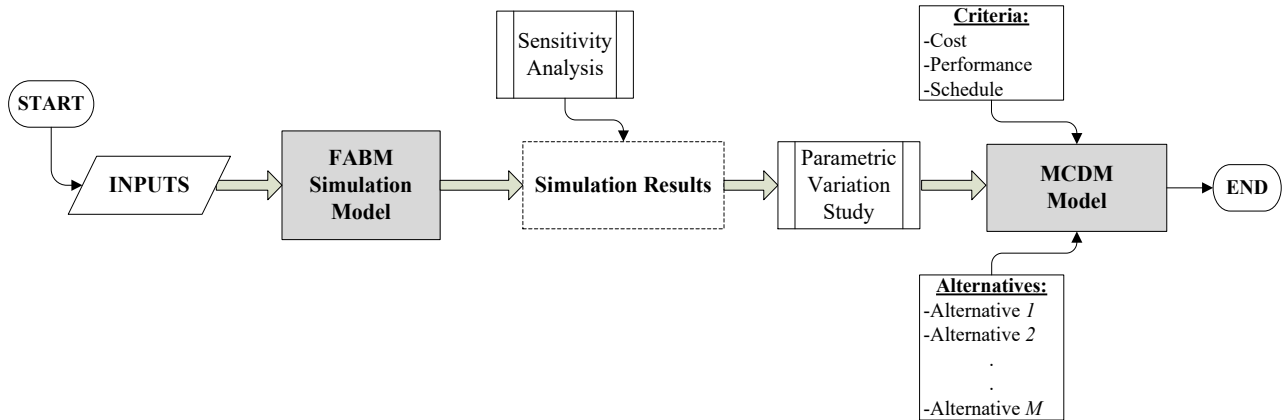 START
INPUTS
FABM
Simulation
Model
Sensitivity
Analysis
Simulation Results
Parametric
Variation
Study
Criteria:
-Cost
-Performance
-Schedule
MCDM
Model
END
Alternatives:
-Alternative 1
-Alternative 2
.
.
-Alternative M